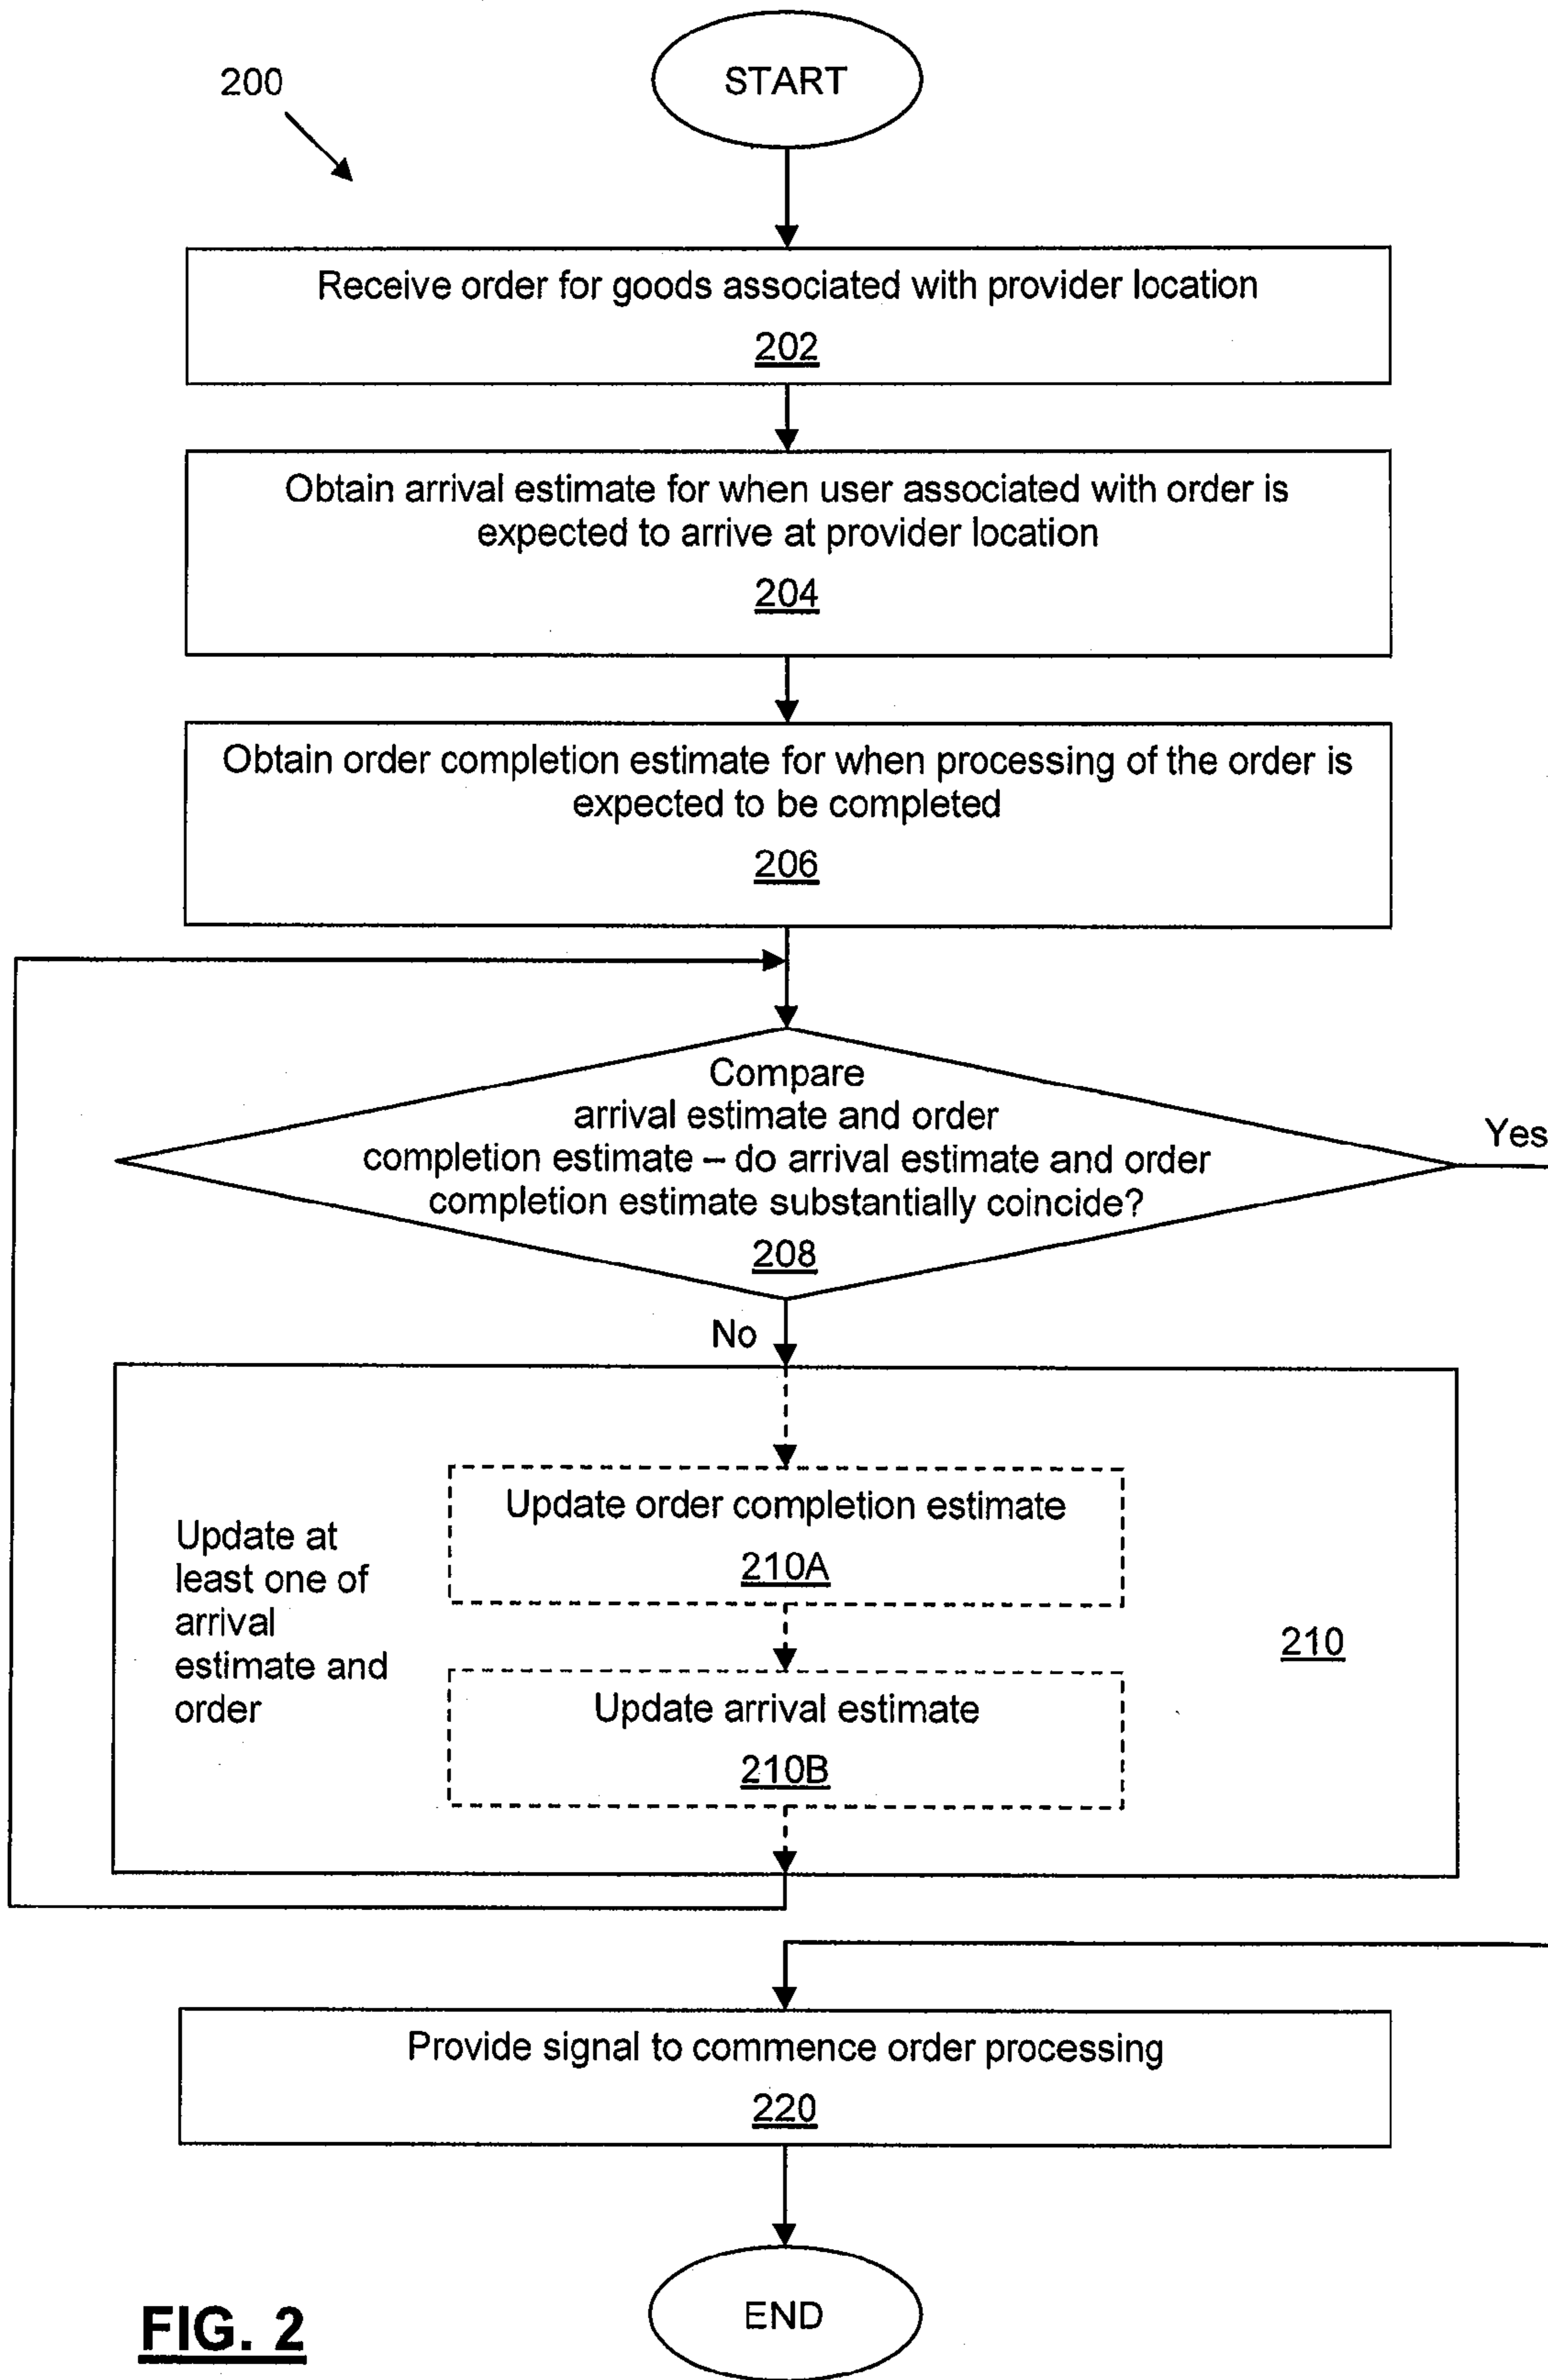 START
200
Receive order for goods associated with provider location
202
Obtain arrival estimate for when user associated with order is
expected to arrive at provider location
204
Obtain order completion estimate for when processing of the order is
expected to be completed
206
Compare
arrival estimate and order
completion estimate – do arrival estimate and order
completion estimate substantially coincide?
208
Yes
No
Update order completion estimate
210A
Update at
least one of
arrival
estimate and
order
210
Update arrival estimate
210B
Provide signal to commence order processing
220
END
FIG. 2